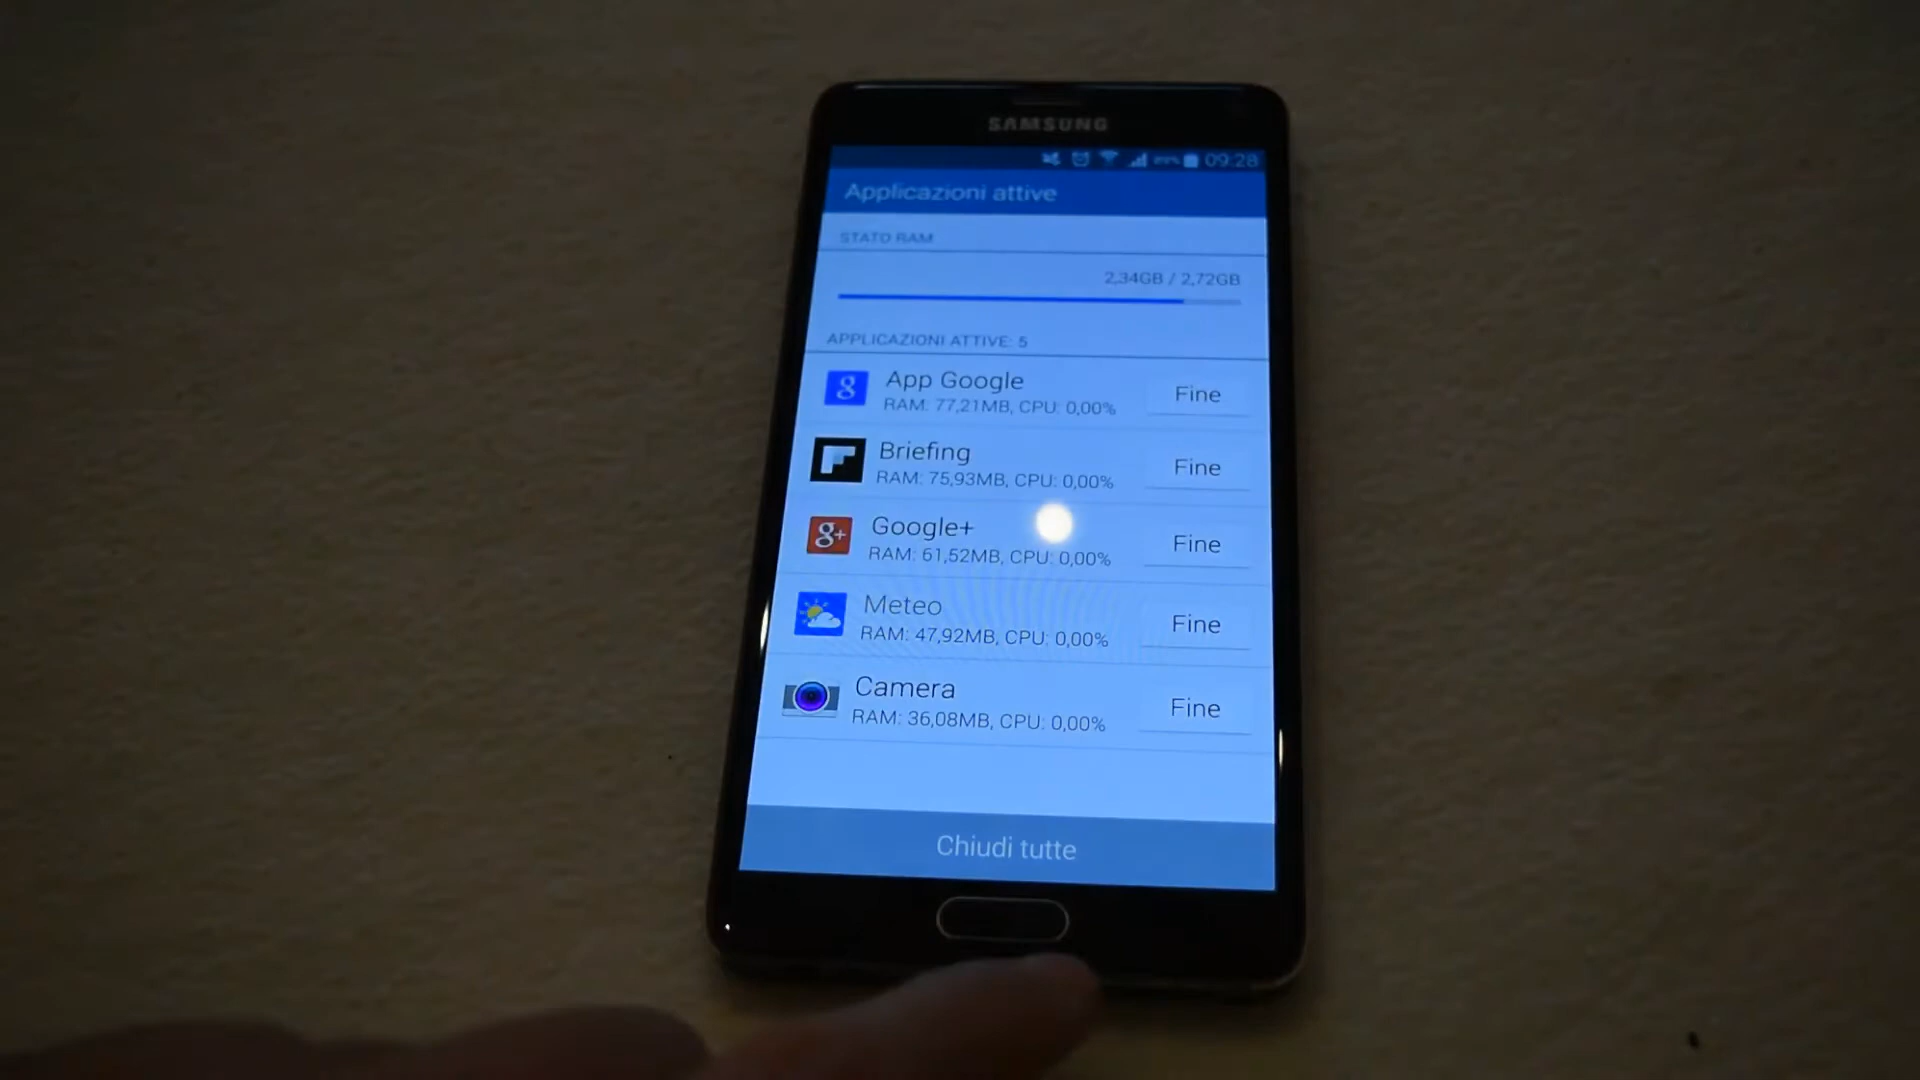 SAMSUNG
09:28
Applicazioni attive
STATO RAM
2,34GB / 2,72GB
APPLICAZIONI ATTIVE: 5
App Google
RAM: 77,21MB, CPU: 0,00%
Fine
Briefing
RAM: 75,93MB, CPU: 0,00%
Fine
Google+
RAM: 61,52MB, CPU: 0,00%
Fine
Meteo
RAM: 47,92MB, CPU: 0,00%
Fine
Camera
RAM: 36,08MB, CPU: 0,00%
Fine
Chiudi tutte